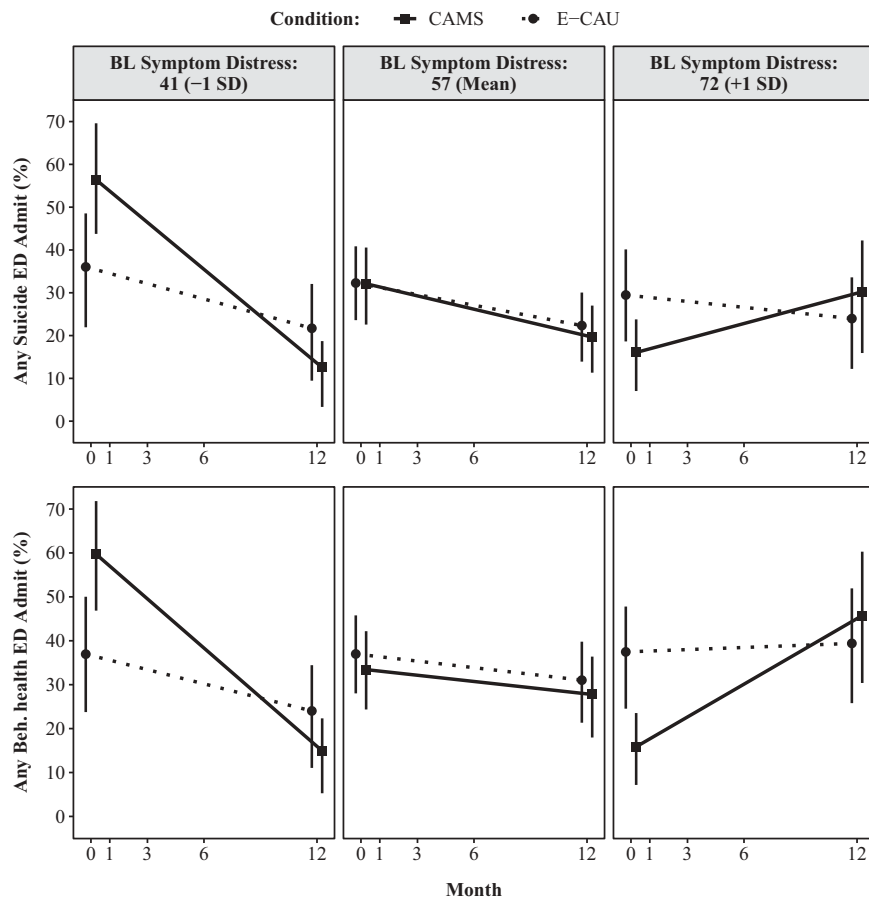 Condition: CAMS E−CAU
BL Symptom Distress:
41 (−1 SD)
BL Symptom Distress:
57 (Mean)
BL Symptom Distress:
72 (+1 SD)
Any Suicide ED Admit (%)
70
60
50
40
30
20
10
0
0 1 3 6 12
0 1 3 6 12
0 1 3 6 12
Any Beh. health ED Admit (%)
70
60
50
40
30
20
10
0
0 1 3 6 12
0 1 3 6 12
0 1 3 6 12
Month